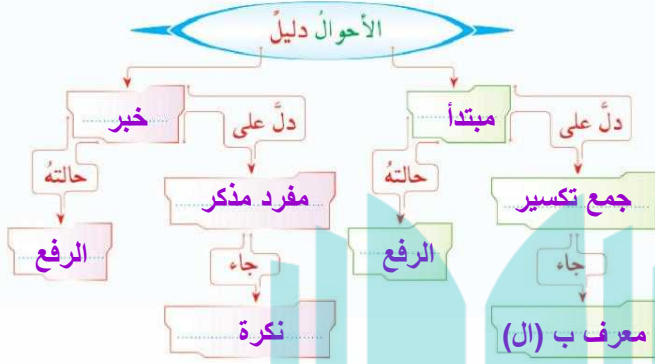 الأحوالُ دليلٌ
مبتدأ
خبر
دلَّ على
حالتهُ
دلَّ على
حالتهُ
جمع تكسير
مفرد مذكر
الرفع
الرفع
جاء
جاء
معرف ب (ال)
نكرة